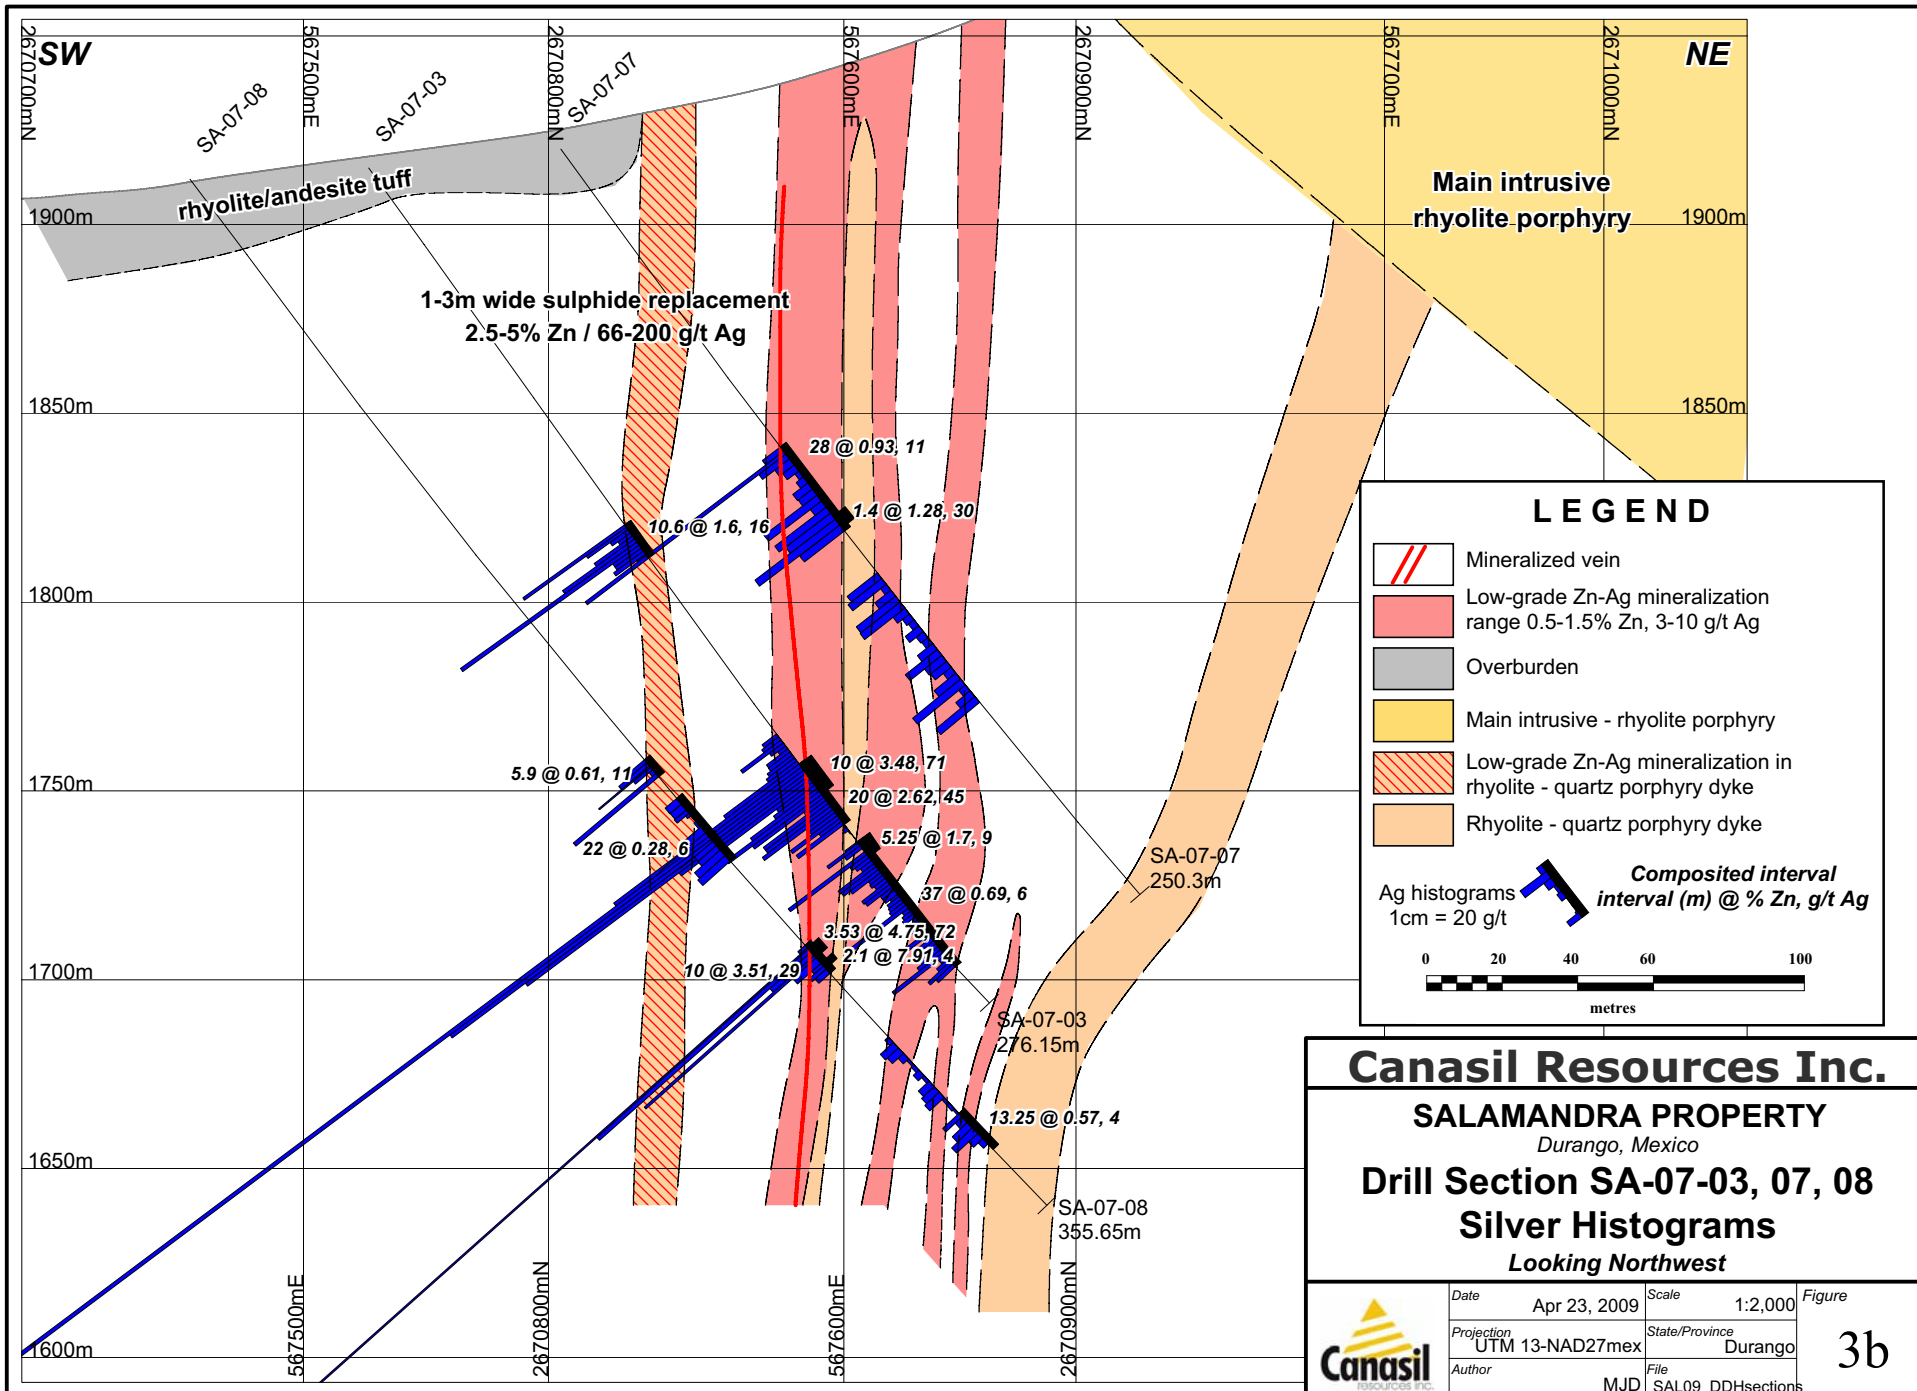 SW
NE
2670700mN
567500mE
2670800mN
567600mE
2670900mN
567700mE
2671000mN
SA-07-08
SA-07-03
SA-07-07
rhyolite/andesite tuff
Main intrusive
rhyolite porphyry
1900m
1900m
1-3m wide sulphide replacement
2.5-5% Zn / 66-200 g/t Ag
1850m
1850m
28 @ 0.93, 11
1.4 @ 1.28, 30
10.6 @ 1.6, 16
1800m
10 @ 3.48, 71
5.9 @ 0.61, 11
1750m
20 @ 2.62, 45
5.25 @ 1.7, 9
22 @ 0.28, 6
SA-07-07
250.3m
37 @ 0.69, 6
3.53 @ 4.75, 72
2.1 @ 7.91, 4
10 @ 3.51, 29
1700m
SA-07-03
276.15m
13.25 @ 0.57, 4
1650m
SA-07-08
355.65m
1600m
567500mE
2670800mN
567600mE
2670900mN
LEGEND
Mineralized vein
Low-grade Zn-Ag mineralization
range 0.5-1.5% Zn, 3-10 g/t Ag
Overburden
Main intrusive - rhyolite porphyry
Low-grade Zn-Ag mineralization in
rhyolite - quartz porphyry dyke
Rhyolite - quartz porphyry dyke
Ag histograms
1cm = 20 g/t
Composited interval
interval (m) @ % Zn, g/t Ag
0 20 40 60 100
metres
Canasil Resources Inc.
SALAMANDRA PROPERTY
Durango, Mexico
Drill Section SA-07-03, 07, 08
Silver Histograms
Looking Northwest
Canasil
resources inc.
Date Apr 23, 2009
Scale 1:2,000
Figure
3b
Projection UTM 13-NAD27mex
State/Province Durango
Author MJD
File SAL09_DDHsections